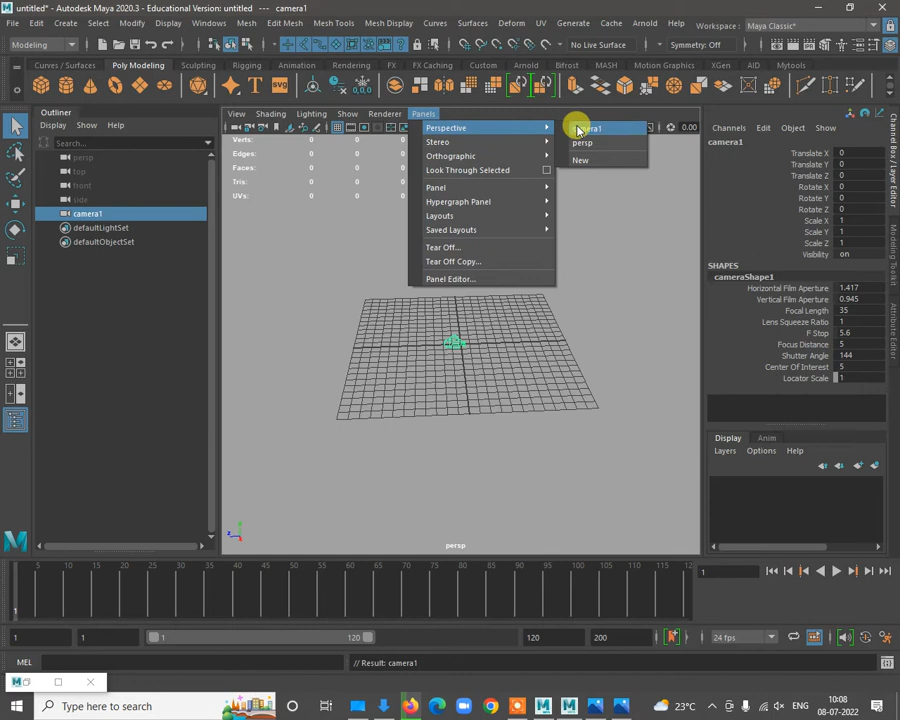 untitled* - Autodesk Maya 2020.3 - Educational Version: untitled --- camera1
File Edit Create Select Modify Display Windows Mesh Edit Mesh Mesh Tools Mesh Display Curves Surfaces Deform UV Generate Cache Arnold Help
Workspace : Maya Classic*
Modeling
No Live Surface
Symmetry: Off
Curves / Surfaces Poly Modeling Sculpting Rigging Animation Rendering FX FX Caching Custom Arnold Bifrost MASH Motion Graphics XGen AID Mytools
Outliner
Display Show Help
Search...
persp
top
front
side
camera1
defaultLightSet
defaultObjectSet
View Shading Lighting Show Renderer Panels
0.00
Verts: 0 0 0
Edges: 0 0 0
Faces: 0 0 0
Tris: 0 0 0
UVs: 0 0 0
Perspective
Stereo
Orthographic
Look Through Selected
Panel
Hypergraph Panel
Layouts
Saved Layouts
Tear Off...
Tear Off Copy...
Panel Editor...
persp
New
persp
Channels Edit Object Show
camera1
Translate X 0
Translate Y 0
Translate Z 0
Rotate X 0
Rotate Y 0
Rotate Z 0
Scale X 1
Scale Y 1
Scale Z 1
Visibility on
SHAPES
cameraShape1
Horizontal Film Aperture 1.417
Vertical Film Aperture 0.945
Focal Length 35
Lens Squeeze Ratio 1
F Stop 5.6
Focus Distance 5
Shutter Angle 144
Center Of Interest 5
Locator Scale 1
Display Anim
Layers Options Help
Channel Box / Layer Editor
Modeling Toolkit
Attribute Editor
5 10 15 20 25 30 35 40 45 50 55 60 65 70 75 80 85 90 95 100 105 110 115 12
1
1
1 1 1 120 120 200
24 fps
MEL
// Result: camera1
Type here to search
23°C
ENG
10:08
08-07-2022